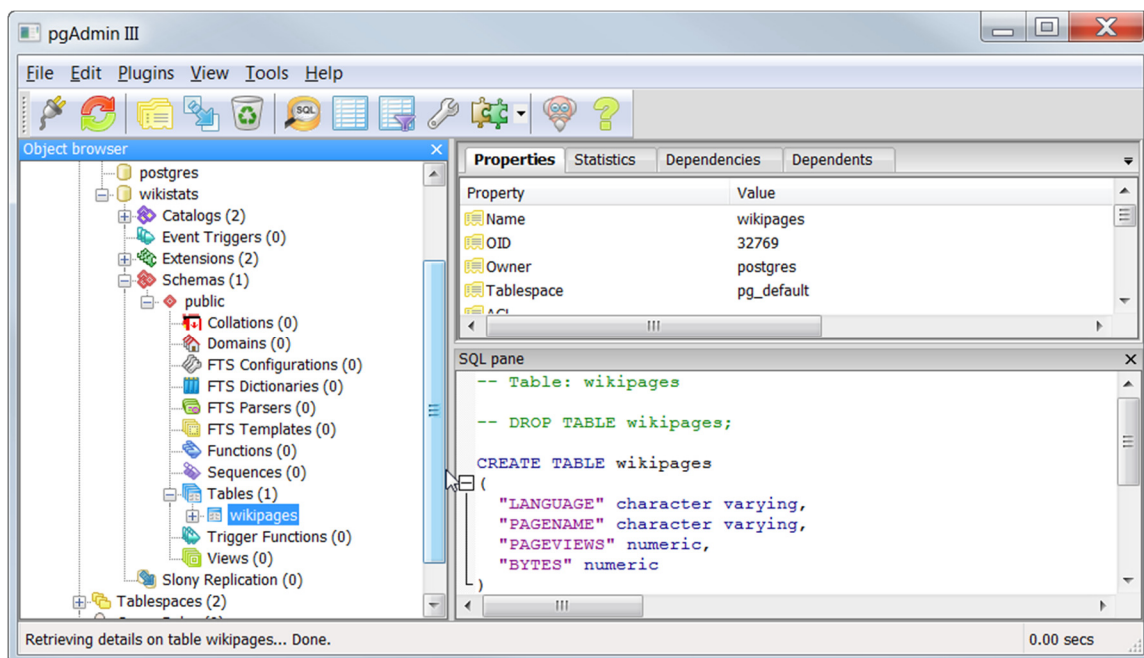 pgAdmin III
File Edit Plugins View Tools Help
SQL
Object browser
postgres
wikistats
Catalogs (2)
Event Triggers (0)
Extensions (2)
Schemas (1)
public
Collations (0)
Domains (0)
FTS Configurations (0)
FTS Dictionaries (0)
FTS Parsers (0)
FTS Templates (0)
Functions (0)
Sequences (0)
Tables (1)
wikipages
Trigger Functions (0)
Views (0)
Slony Replication (0)
Tablespaces (2)
Properties Statistics Dependencies Dependents
Property Value
Name wikipages
OID 32769
Owner postgres
Tablespace pg_default
ACL
SQL pane
-- Table: wikipages
-- DROP TABLE wikipages;
CREATE TABLE wikipages
(
"LANGUAGE" character varying,
"PAGENAME" character varying,
"PAGEVIEWS" numeric,
"BYTES" numeric
)
Retrieving details on table wikipages... Done. 0.00 secs